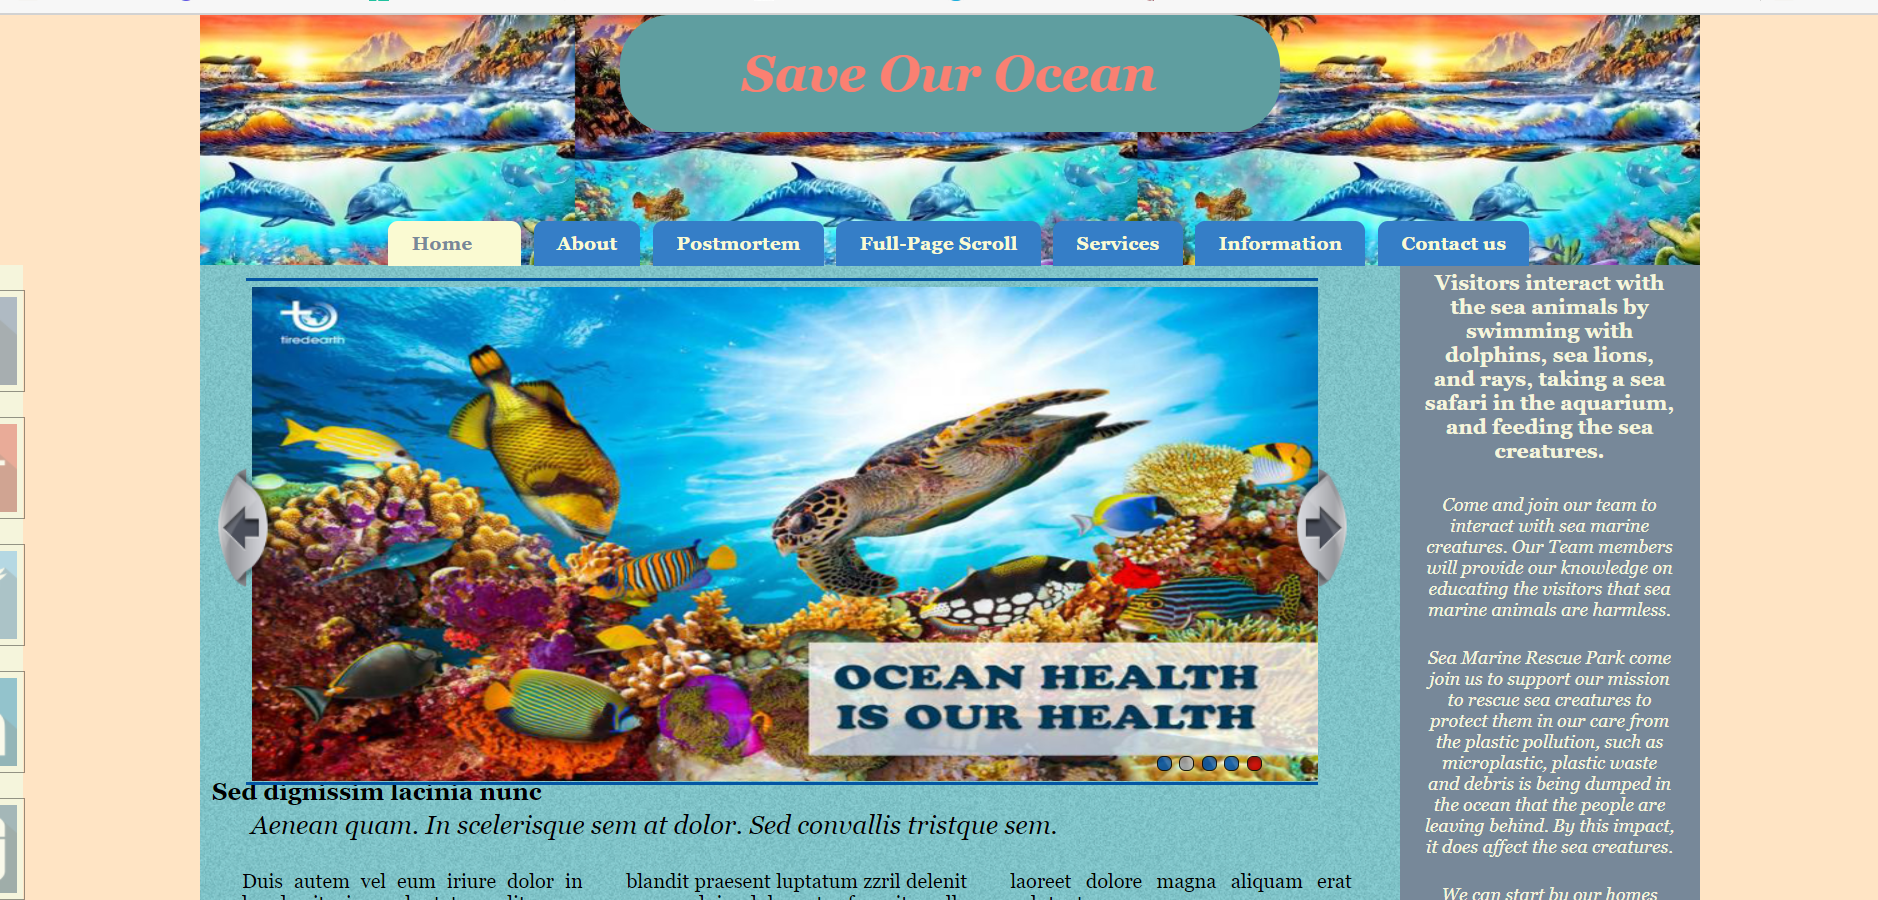 Save Our Ocean
Home About Postmortem Full-Page Scroll Services Information Contact us
tiredearth
OCEAN HEALTH
IS OUR HEALTH
Sed dignissim lacinia nunc
Aenean quam. In scelerisque sem at dolor. Sed convallis tristque sem.
Duis autem vel eum iriure dolor in
blandit praesent luptatum zzril delenit
laoreet dolore magna aliquam erat
Visitors interact with
the sea animals by
swimming with
dolphins, sea lions,
and rays, taking a sea
safari in the aquarium,
and feeding the sea
creatures.
Come and join our team to
interact with sea marine
creatures. Our Team members
will provide our knowledge on
educating the visitors that sea
marine animals are harmless.
Sea Marine Rescue Park come
join us to support our mission
to rescue sea creatures to
protect them in our care from
the plastic pollution, such as
microplastic, plastic waste
and debris is being dumped in
the ocean that the people are
leaving behind. By this impact,
it does affect the sea creatures.
We can start by our homes